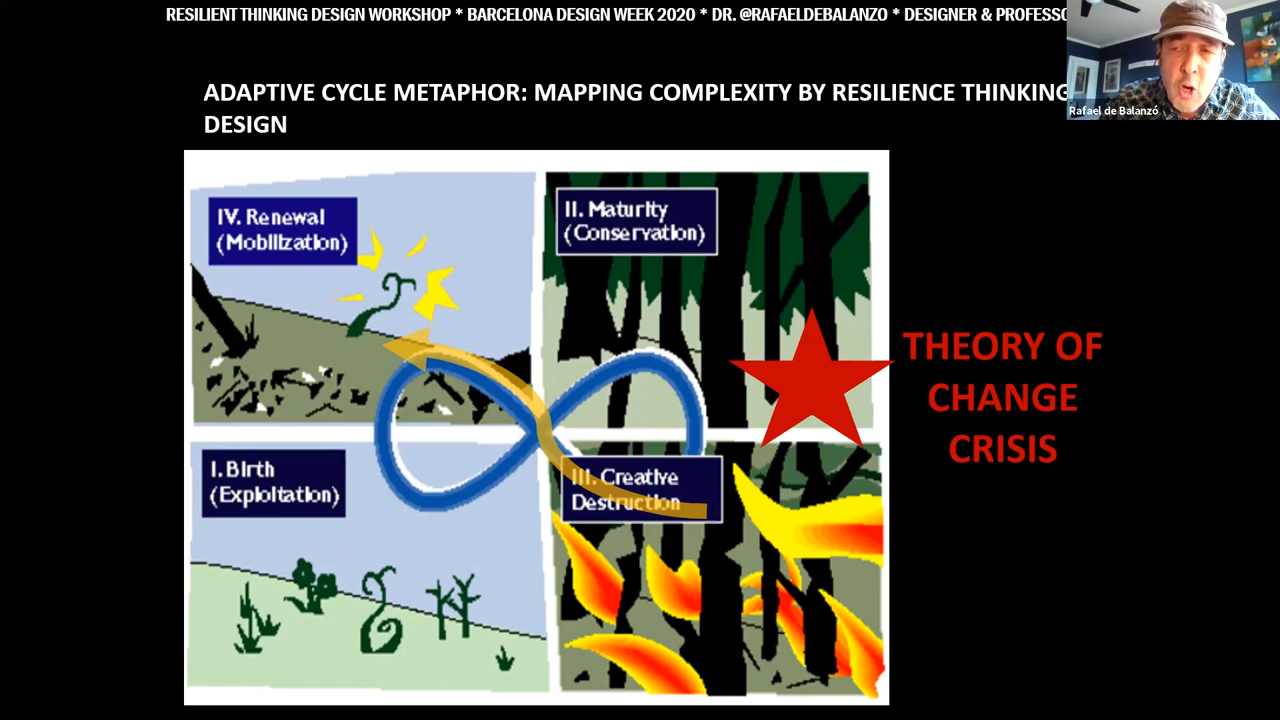 RESILIENT THINKING DESIGN WORKSHOP * BARCELONA DESIGN WEEK 2020 * DR. @RAFAELDEBALANZO * DESIGNER & PROFESSO
Rafael de Balanzó
ADAPTIVE CYCLE METAPHOR: MAPPING COMPLEXITY BY RESILIENCE THINKING
DESIGN
IV. Renewal
(Mobilization)
II. Maturity
(Conservation)
THEORY OF
CHANGE
CRISIS
I. Birth
(Exploitation)
III. Creative
Destruction